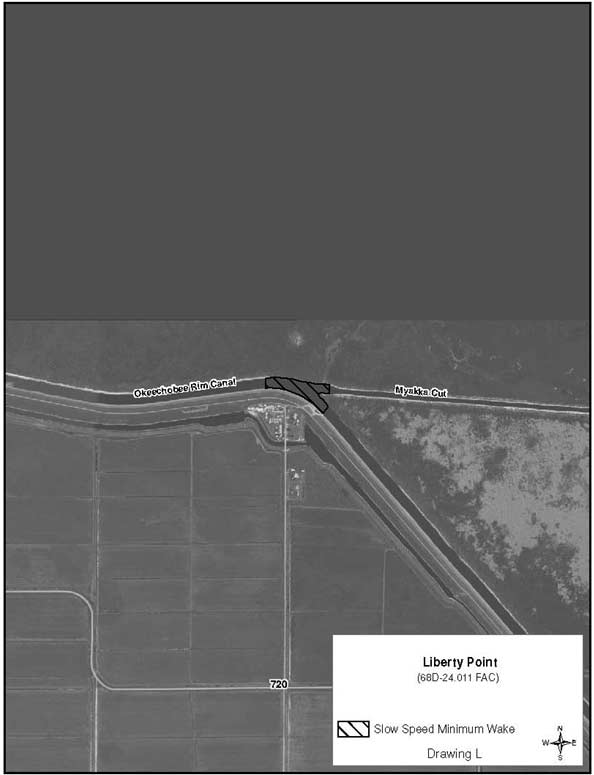 Okeechobee Rim Canal
Myakka Cut
720
Liberty Point
(68D-24.011 FAC)
Slow Speed Minimum Wake
Drawing L
N
W E
S